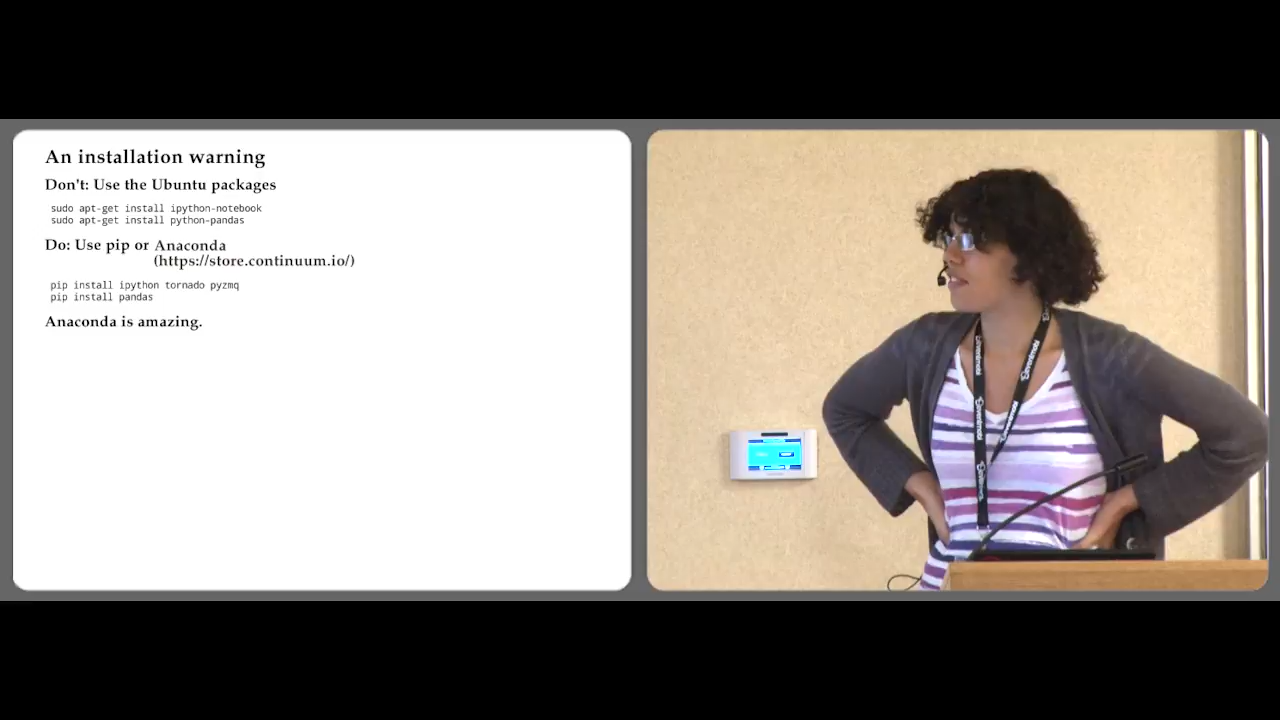 An installation warning
Don't: Use the Ubuntu packages
sudo apt-get install ipython-notebook
sudo apt-get install python-pandas
Do: Use pip or Anaconda
(https://store.continuum.io/)
pip install ipython tornado pyzmq
pip install pandas
Anaconda is amazing.